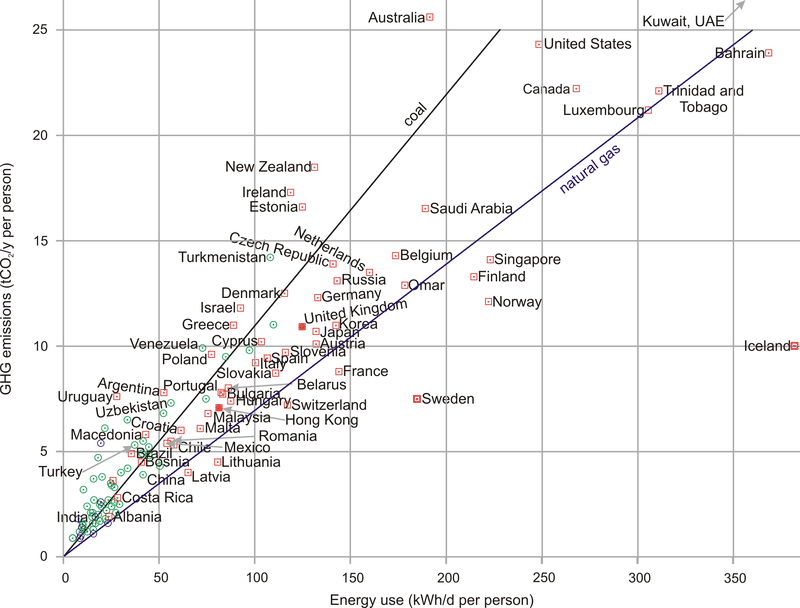 Kuwait, UAE
Australia
25
United States
Bahrain
Canada
Trinidad and
Tobago
Luxembourg
coal
20
natural gas
New Zealand
Ireland
Estonia
Saudi Arabia
15
Czech Republic
Netherlands
Turkmenistan
Belgium
Singapore
Russia
Finland
Omar
Denmark
Germany
Norway
Israel
United Kingdom
Greece
Korea
Japan
Venezuela
Cyprus
Austria
10
Iceland
Poland
Slovenia
Spain
Italy
Slovakia
France
Argentina
Portugal
Belarus
Uruguay
Bulgaria
Hungary
Switzerland
Sweden
Uzbekistan
Malaysia
Hong Kong
Croatia
Malta
Macedonia
Romania
Chile
Mexico
5
Brazil
Turkey
Bosnia
Lithuania
China
Latvia
Costa Rica
India
Albania
0
0 50 100 150 200 250 300 350
Energy use (kWh/d per person)
GHG emissions (tCO₂/y per person)